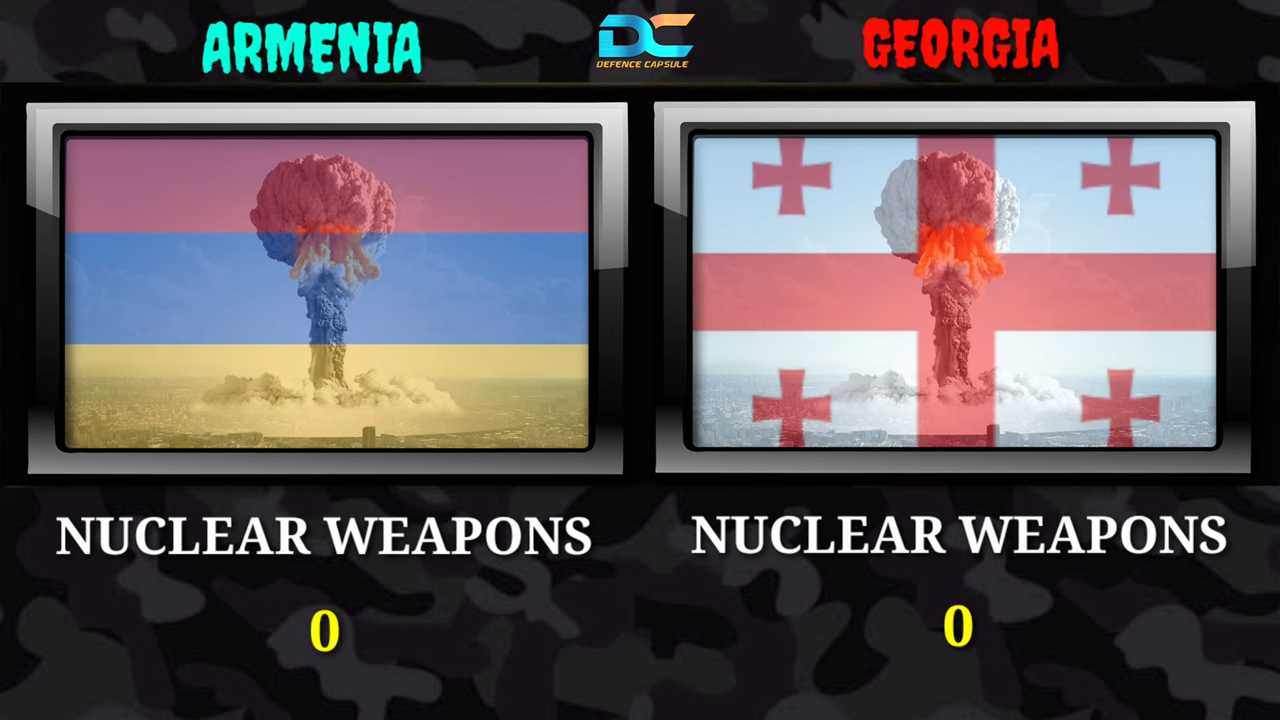 ARMENIA
DC
DEFENCE CAPSULE
GEORGIA
NUCLEAR WEAPONS
0
NUCLEAR WEAPONS
0